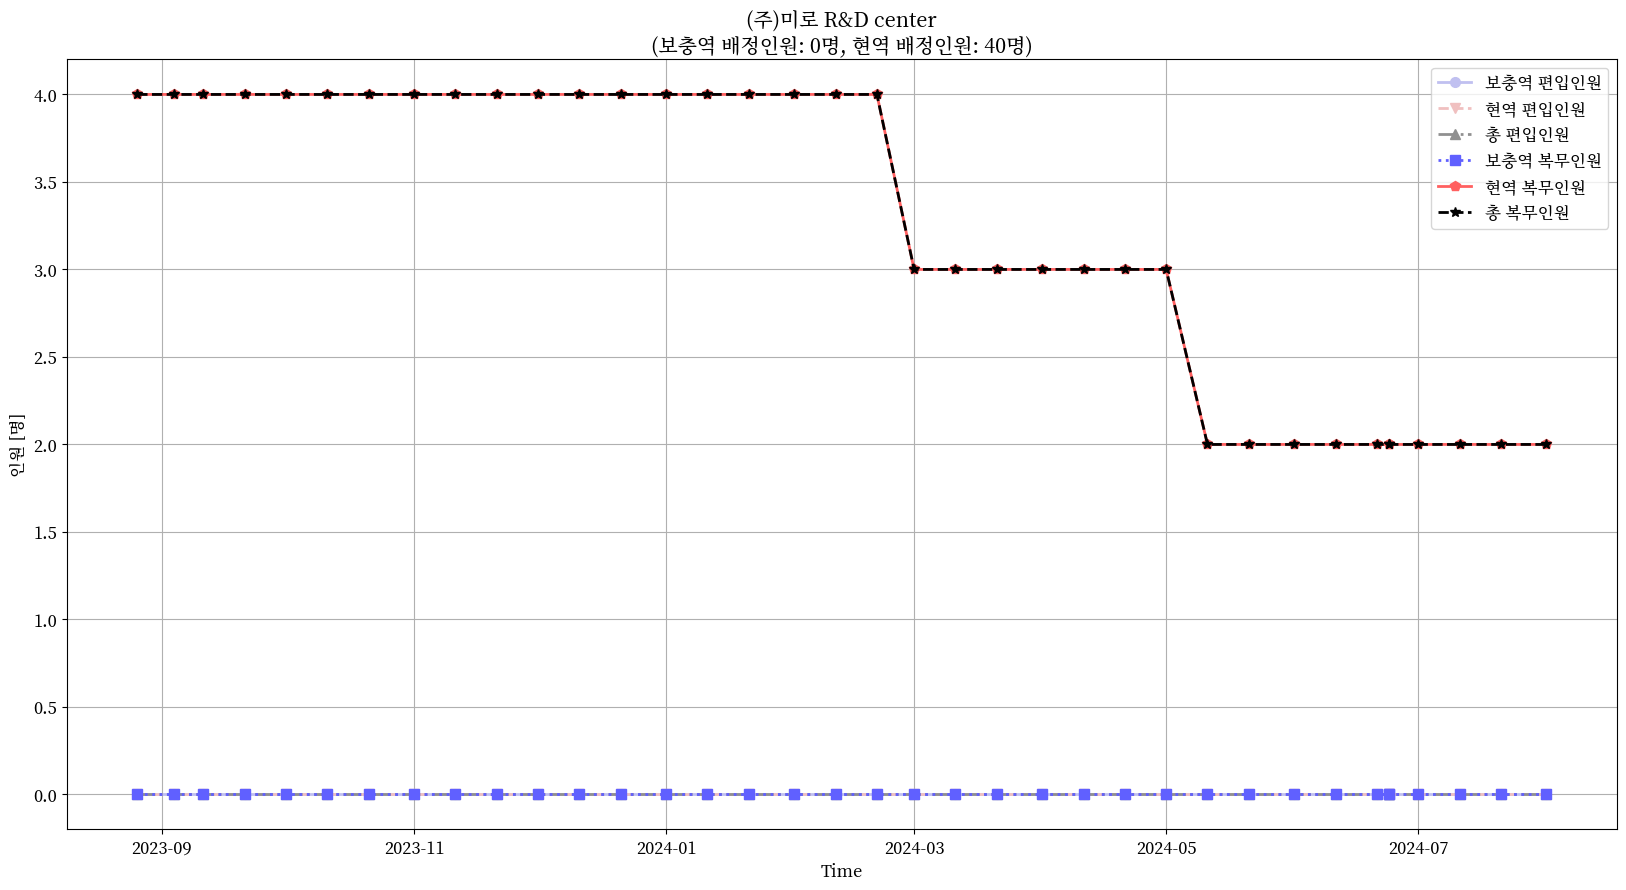 (주)미로 R&D center
(보충역 배정인원: 0명, 현역 배정인원: 40명)
보충역 편입인원
현역 편입인원
총 편입인원
보충역 복무인원
현역 복무인원
총 복무인원
4.0
3.5
3.0
2.5
2.0
1.5
1.0
0.5
0.0
인원 [명]
2023-09
2023-11
2024-01
2024-03
2024-05
2024-07
Time